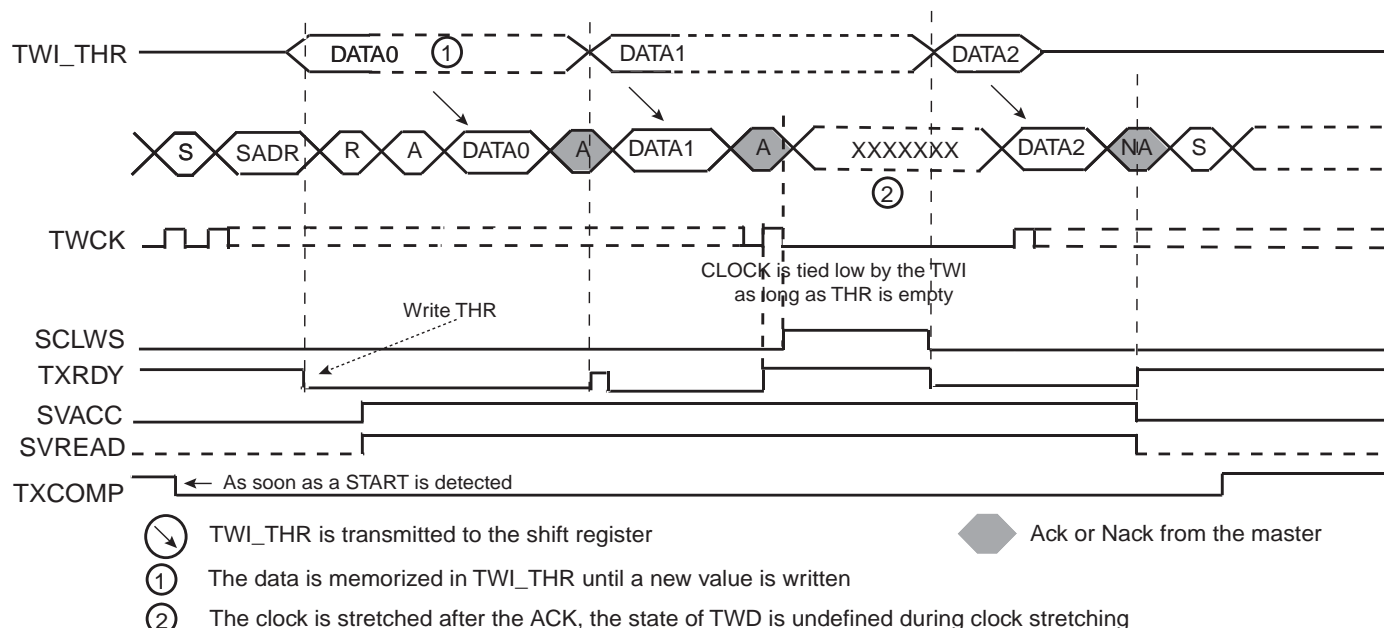 TWI_THR DATA0 1 DATA1 DATA2
S SADR R A DATA0 A DATA1 A XXXXXXX DATA2 NA S
2
TWCK
CLOCK is tied low by the TWI
as long as THR is empty
Write THR
SCLWS
TXRDY
SVACC
SVREAD
TXCOMP As soon as a START is detected
TWI_THR is transmitted to the shift register Ack or Nack from the master
1 The data is memorized in TWI_THR until a new value is written
2 The clock is stretched after the ACK, the state of TWD is undefined during clock stretching